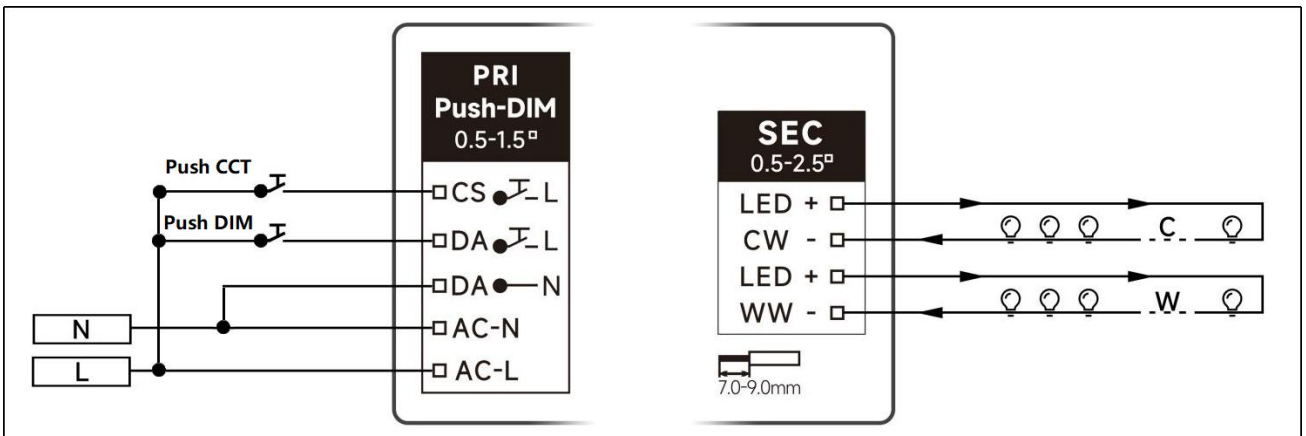 PRI
Push-DIM
0.5-1.5□
Push CCT
CS L
Push DIM
DA L
DA N
N
AC-N
L
AC-L
SEC
0.5-2.5□
LED +
CW -
C
LED +
WW -
W
7.0-9.0mm